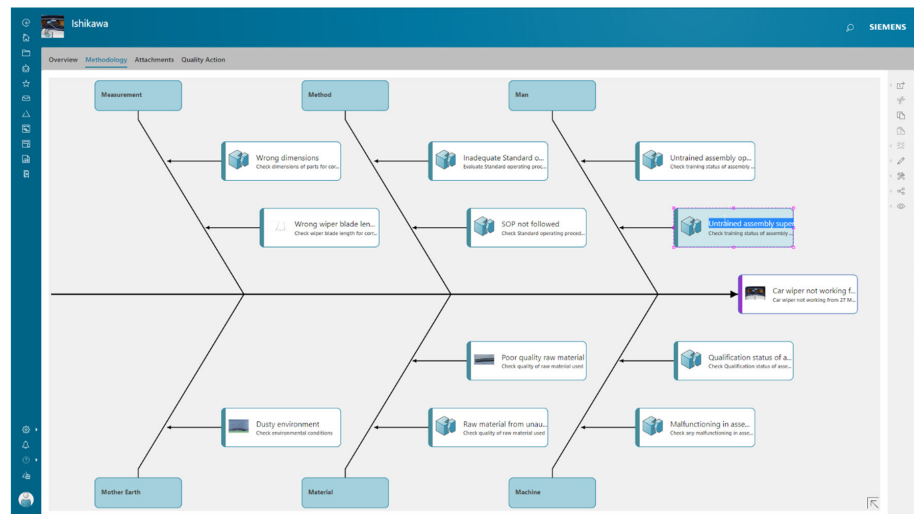 Ishikawa
SIEMENS
Overview Methodology Attachments Quality Action
Measurement
Method
Man
Wrong dimensions
Check dimensions of parts for cor...
Inadequate Standard o...
Evaluate Standard operating proc...
Untrained assembly op...
Check training status of assembly ...
Wrong wiper blade len...
Check wiper blade length for corr...
SOP not followed
Check Standard operating proced...
Untrained assembly super
Check training status of assembly ...
Car wiper not working f...
Car wiper not working from 27 M...
Poor quality raw material
Check quality of raw material used
Qualification status of a...
Check Qualification status of asse...
Dusty environment
Check environmental conditions
Raw material from unau...
Check quality of raw material used
Malfunctioning in asse...
Check any malfunctioning in asse...
Mother Earth
Material
Machine